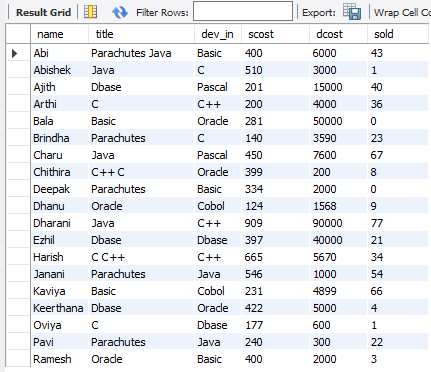 Result Grid Filter Rows: Export: Wrap Cell Co
name title dev_in scost dcost sold
Abi Parachutes Java Basic 400 6000 43
Abishek Java C 510 3000 1
Ajith Dbase Pascal 201 15000 40
Arthi C C++ 200 4000 36
Bala Basic Oracle 281 50000 0
Brindha Parachutes C 140 3590 23
Charu Java Pascal 450 7600 67
Chithira C++ C Oracle 399 200 8
Deepak Parachutes Basic 334 2000 0
Dhanu Oracle Cobol 124 1568 9
Dharani Java C++ 909 90000 77
Ezhil Dbase Dbase 397 40000 21
Harish C C++ C++ 665 5670 34
Janani Parachutes Java 546 1000 54
Kaviya Basic Cobol 231 4899 66
Keerthana Dbase Oracle 422 5000 4
Oviya C Dbase 177 600 1
Pavi Parachutes Java 240 300 22
Ramesh Oracle Basic 400 2000 3